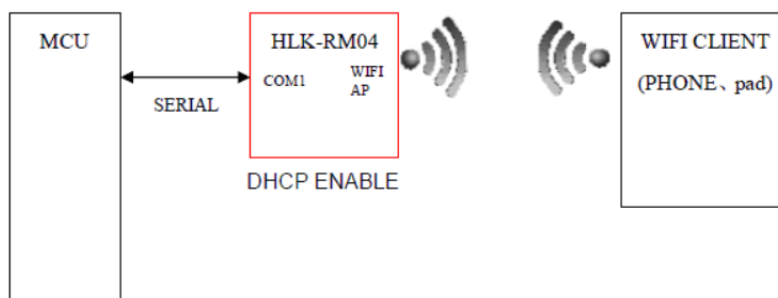 MCU
HLK-RM04
WIFI CLIENT
COM1
WIFI
AP
(PHONE、pad)
SERIAL
DHCP ENABLE